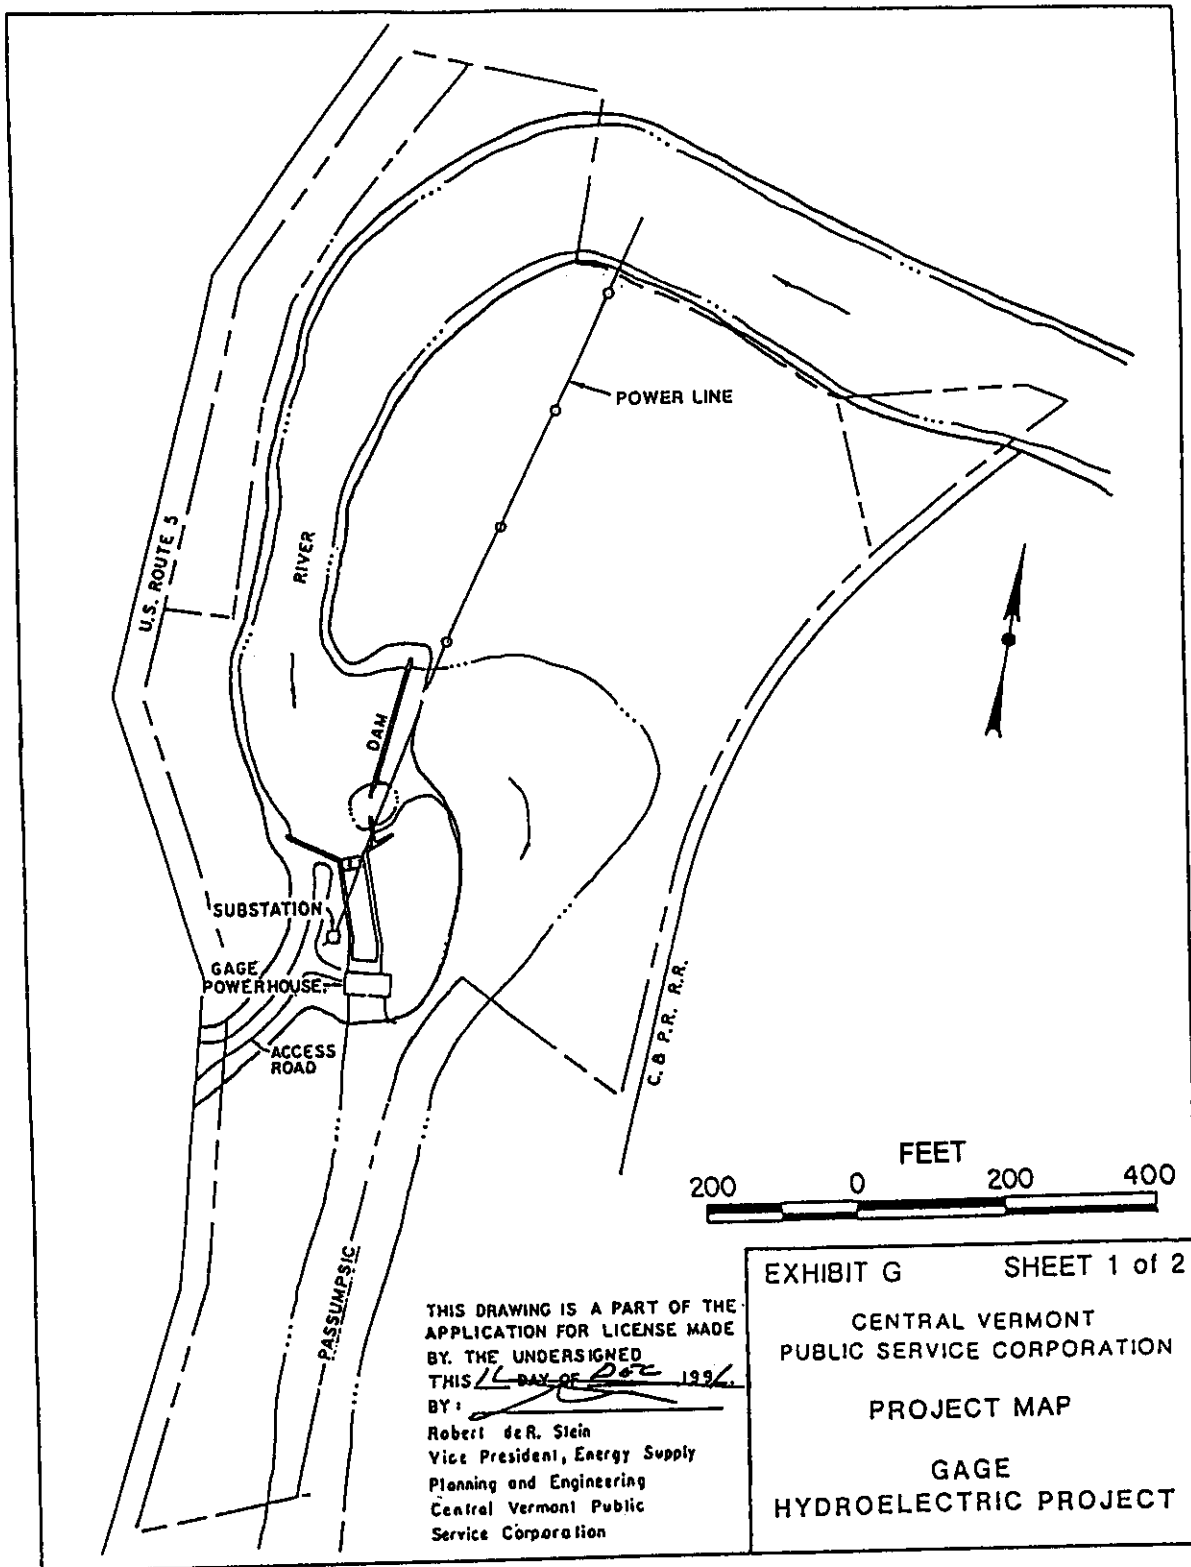 POWER LINE
U.S. ROUTE 5
RIVER
DAM
SUBSTATION
GAGE
POWERHOUSE
ACCESS
ROAD
C. & P.R. R.R.
PASSUMPSIC
FEET
200 0 200 400
THIS DRAWING IS A PART OF THE
APPLICATION FOR LICENSE MADE
BY. THE UNDERSIGNED
THIS DAY OF 199
BY:
Robert deR. Stein
Vice President, Energy Supply
Planning and Engineering
Central Vermont Public
Service Corporation
EXHIBIT G SHEET 1 of 2
CENTRAL VERMONT
PUBLIC SERVICE CORPORATION
PROJECT MAP
GAGE
HYDROELECTRIC PROJECT